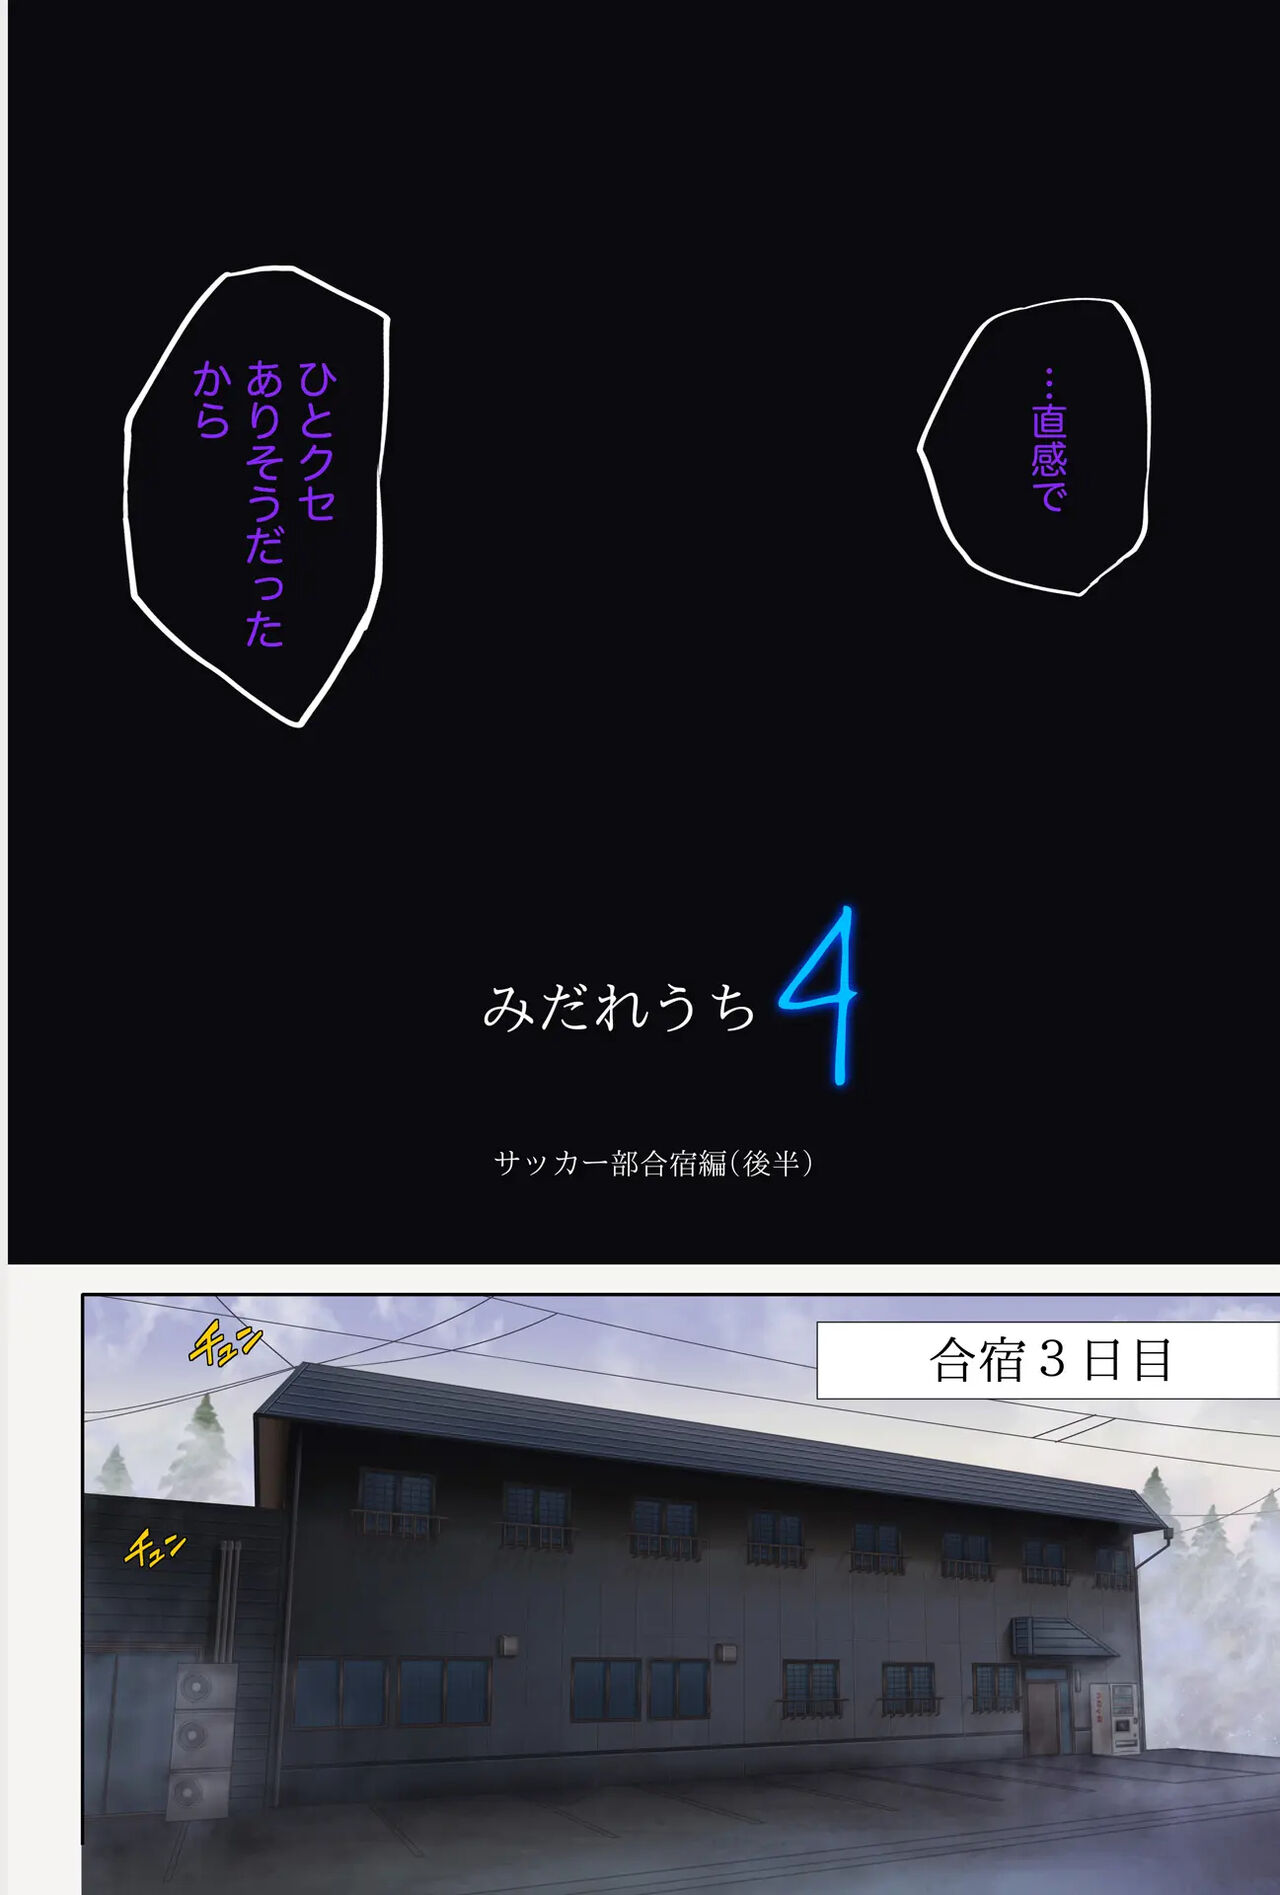 …直感で
ひとクセ
ありそうだった
から
みだれうち4
サッカー部合宿編（後半）
合宿３日目
チュン
チュン